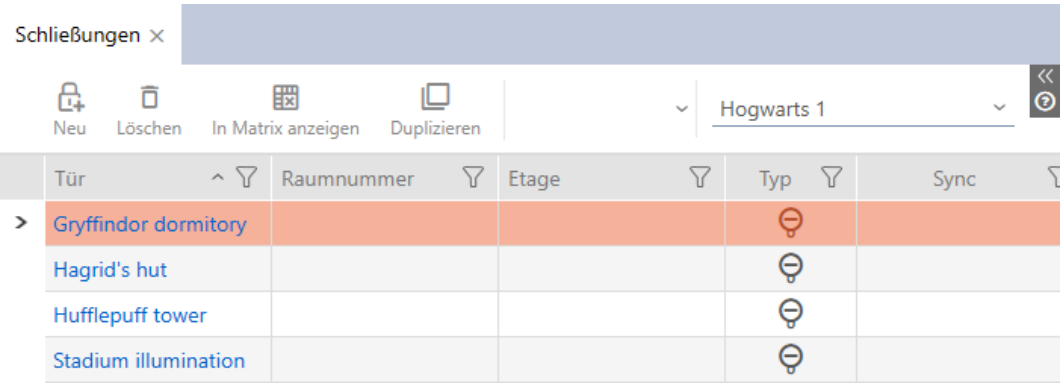 Schließungen
Neu Löschen In Matrix anzeigen Duplizieren Hogwarts 1
Tür Raumnummer Etage Typ Sync
Gryffindor dormitory
Hagrid's hut
Hufflepuff tower
Stadium illumination